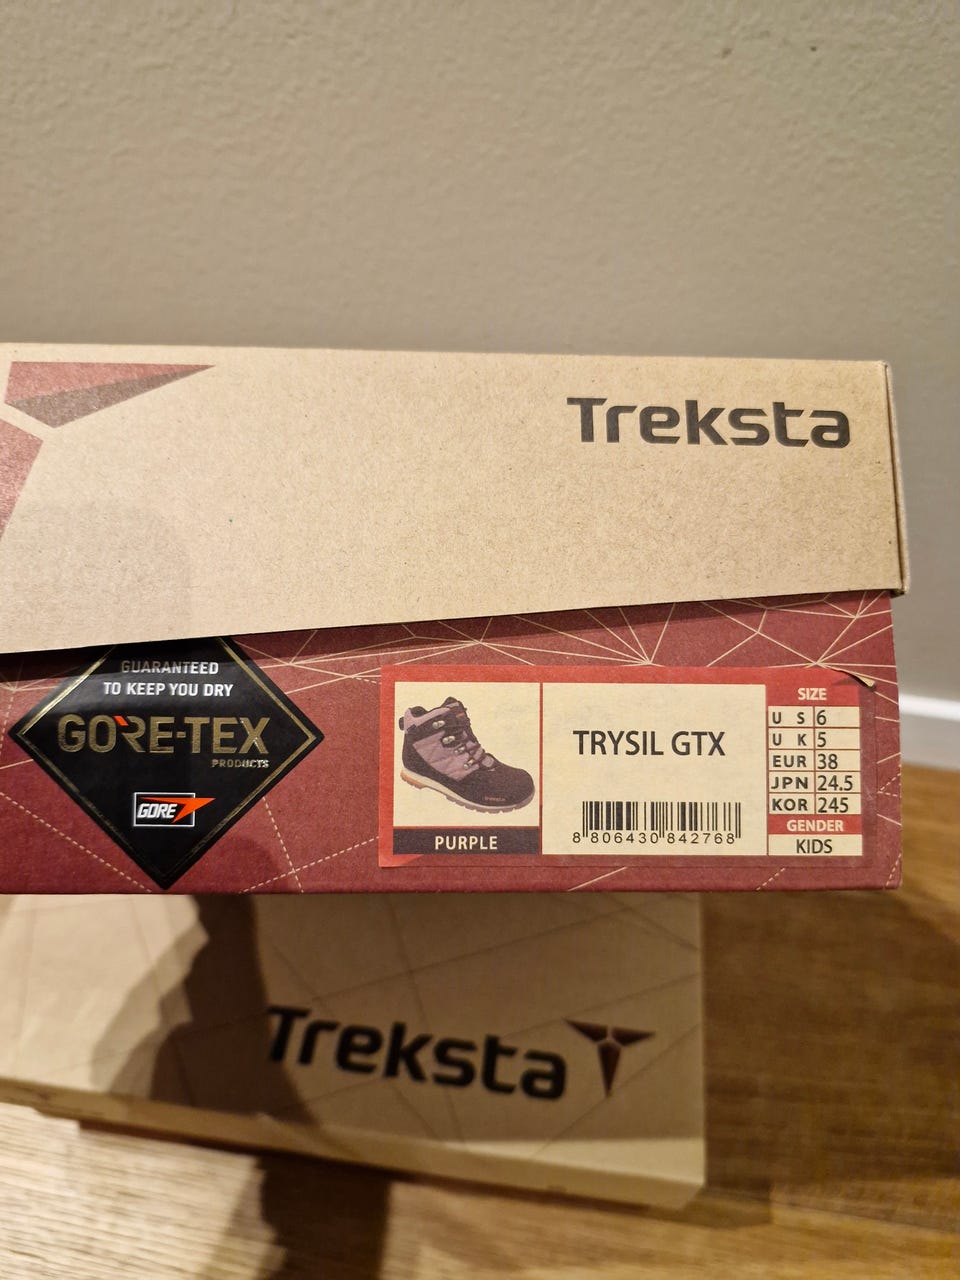 Treksta
GUARANTEED
TO KEEP YOU DRY
GORE-TEX
PRODUCTS
GORE
PURPLE
TRYSIL GTX
8 806430 842768
SIZE
U S 6
U K 5
EUR 38
JPN 24.5
KOR 245
GENDER
KIDS
Treksta